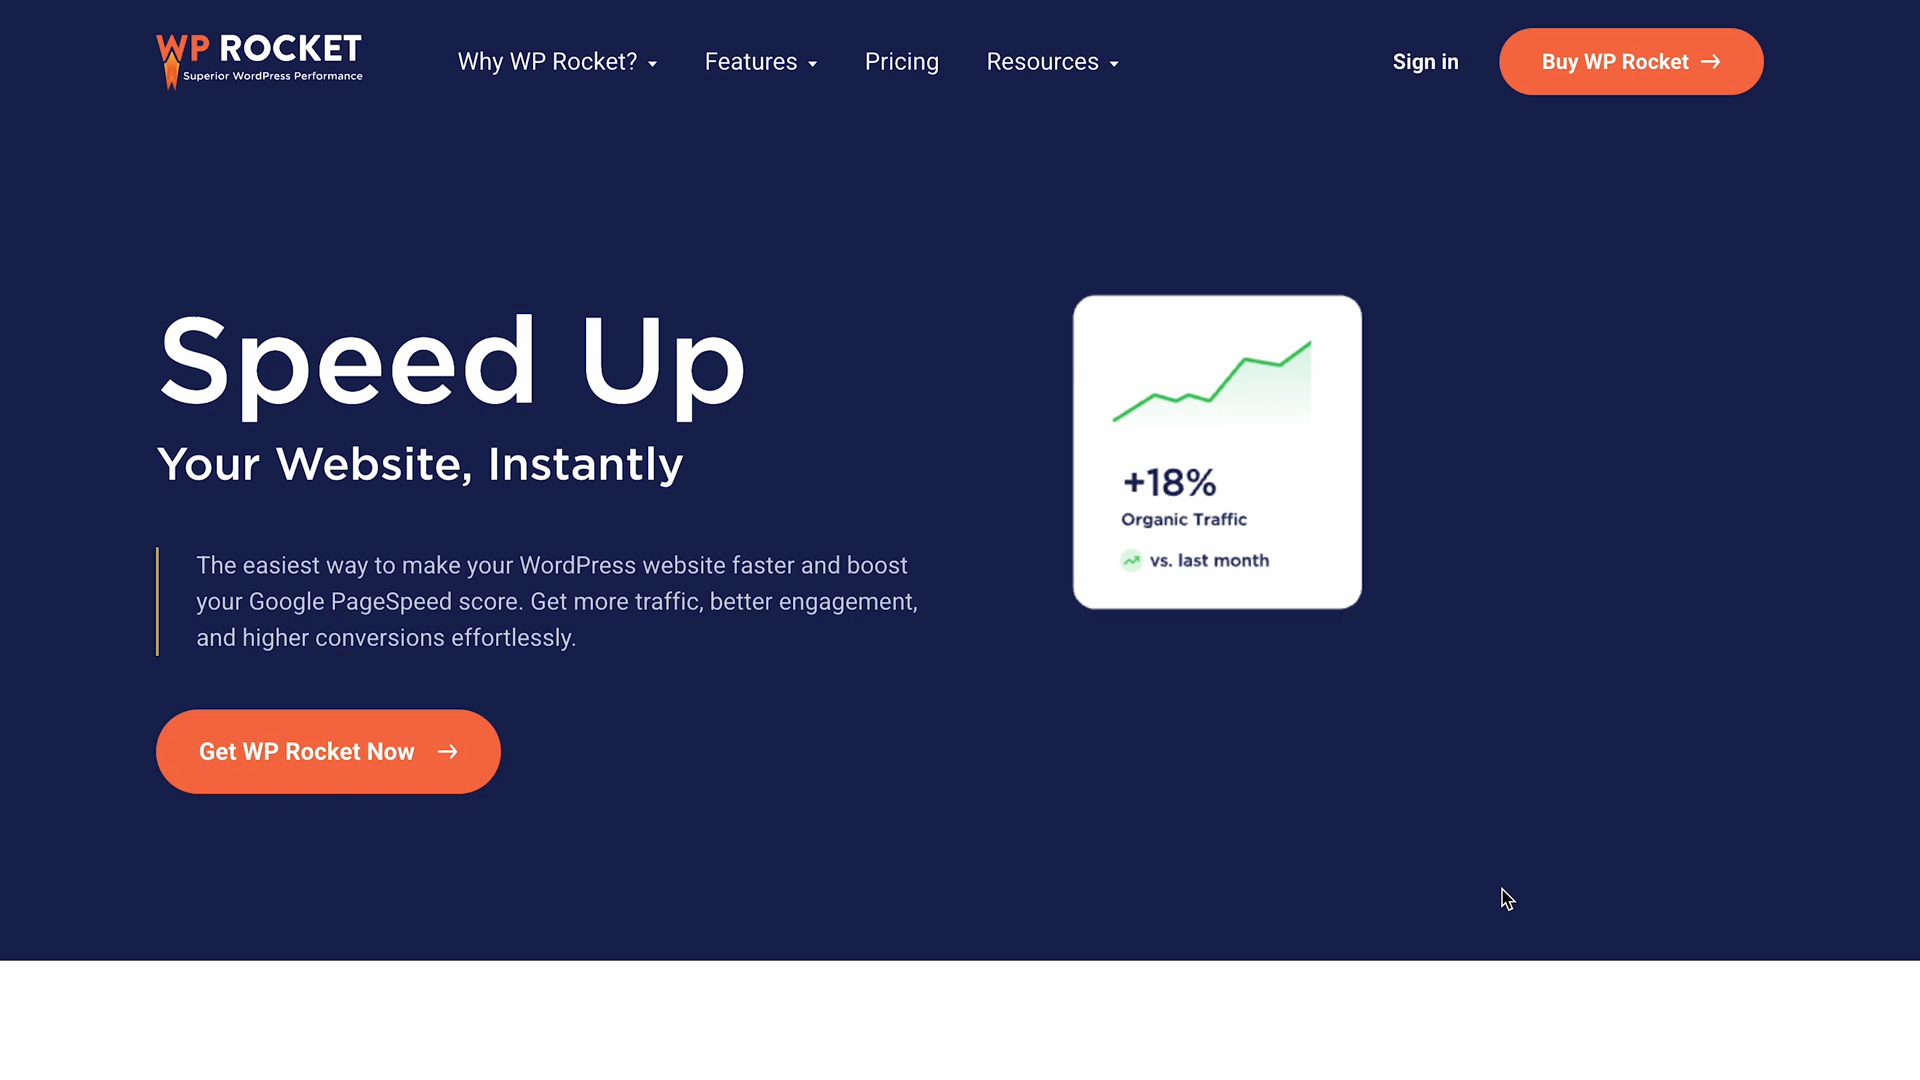 WP ROCKET
Superior WordPress Performance
Why WP Rocket?
Features
Pricing
Resources
Sign in
Buy WP Rocket →
Speed Up
Your Website, Instantly
The easiest way to make your WordPress website faster and boost
your Google PageSpeed score. Get more traffic, better engagement,
and higher conversions effortlessly.
Get WP Rocket Now →
+18%
Organic Traffic
vs. last month